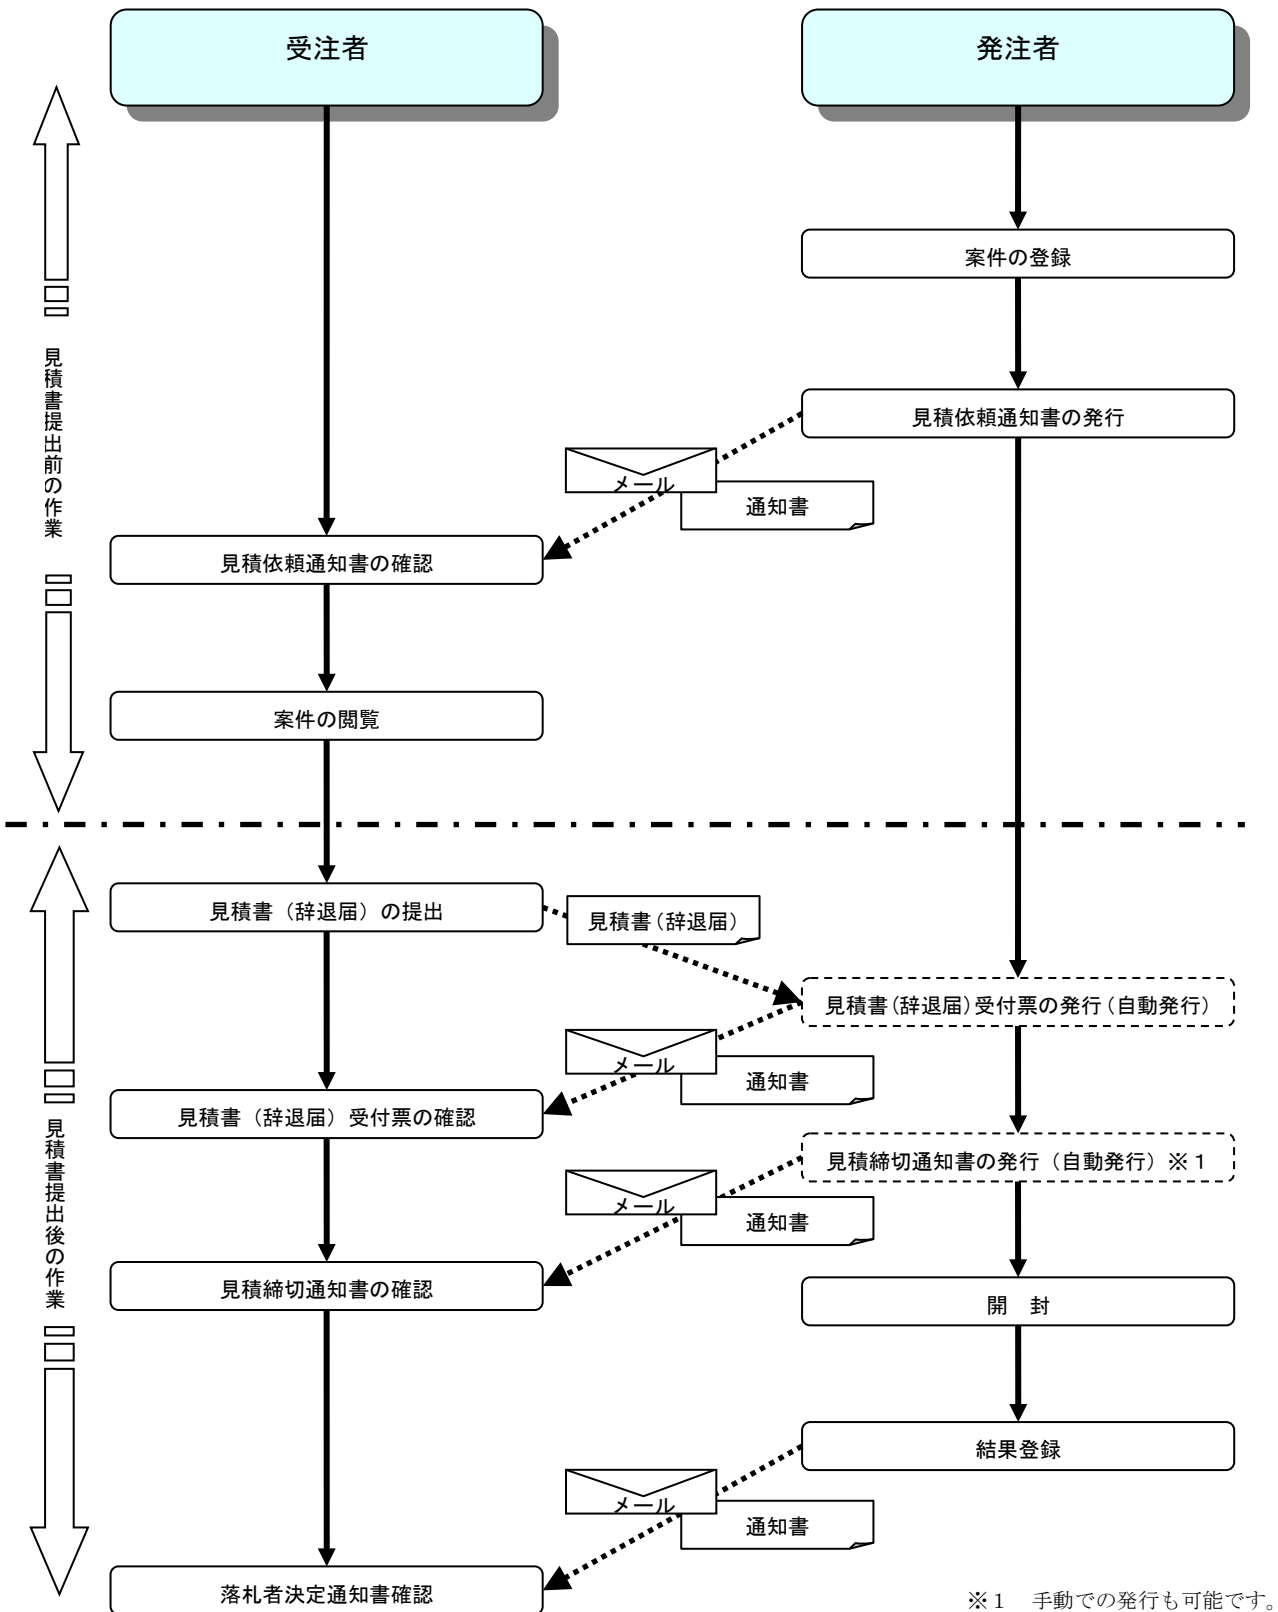 受注者
発注者
案件の登録
見積依頼通知書の発行
メール
通知書
見積依頼通知書の確認
案件の閲覧
見積書提出前の作業
見積書（辞退届）の提出
見積書(辞退届)
見積書(辞退届)受付票の発行(自動発行)
メール
通知書
見積書（辞退届）受付票の確認
見積締切通知書の発行（自動発行）※１
メール
通知書
見積締切通知書の確認
開　封
結果登録
メール
通知書
落札者決定通知書確認
見積書提出後の作業
※１　手動での発行も可能です。